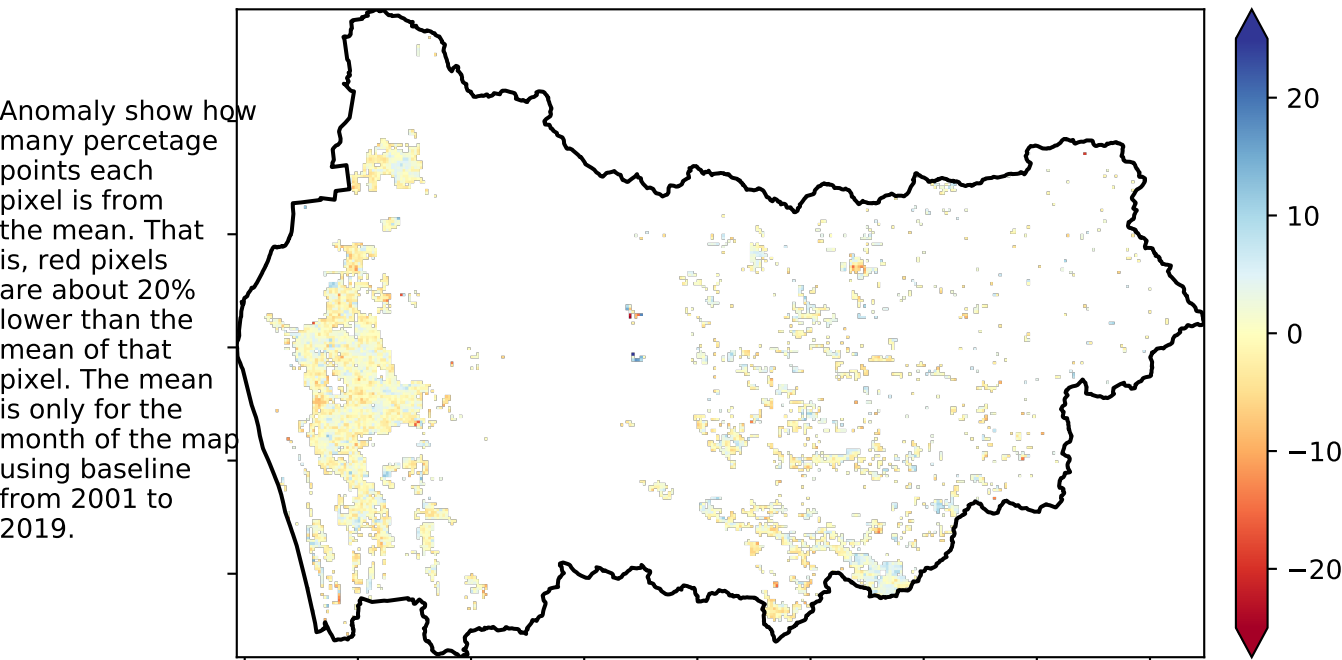 Anomaly show how
many percetage
points each
pixel is from
the mean. That
is, red pixels
are about 20%
lower than the
mean of that
pixel. The mean
is only for the
month of the map
using baseline
from 2001 to
2019.
20
10
0
−10
−20